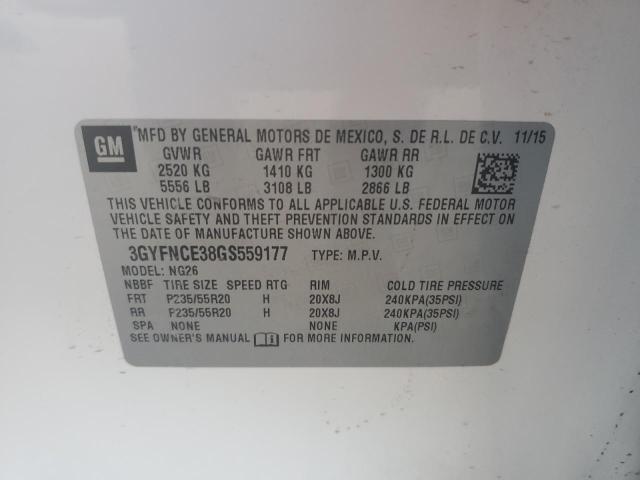 GM ®MFD BY GENERAL MOTORS DE MEXICO, S. DE R.L. DE C.V. 11/15
GVWR GAWR FRT GAWR RR
2520 KG 1410 KG 1300 KG
5556 LB 3108 LB 2866 LB
THIS VEHICLE CONFORMS TO ALL APPLICABLE U.S. FEDERAL MOTOR
VEHICLE SAFETY AND THEFT PREVENTION STANDARDS IN EFFECT ON
THE DATE OF MANUFACTURE SHOWN ABOVE.
3GYFNCE38GS559177 TYPE: M.P.V.
MODEL: NG26
NBBF TIRE SIZE SPEED RTG RIM COLD TIRE PRESSURE
FRT P235/55R20 H 20X8J 240KPA(35PSI)
RR P235/55R20 H 20X8J 240KPA(35PSI)
SPA NONE NONE KPA(PSI)
SEE OWNER'S MANUAL FOR MORE INFORMATION.